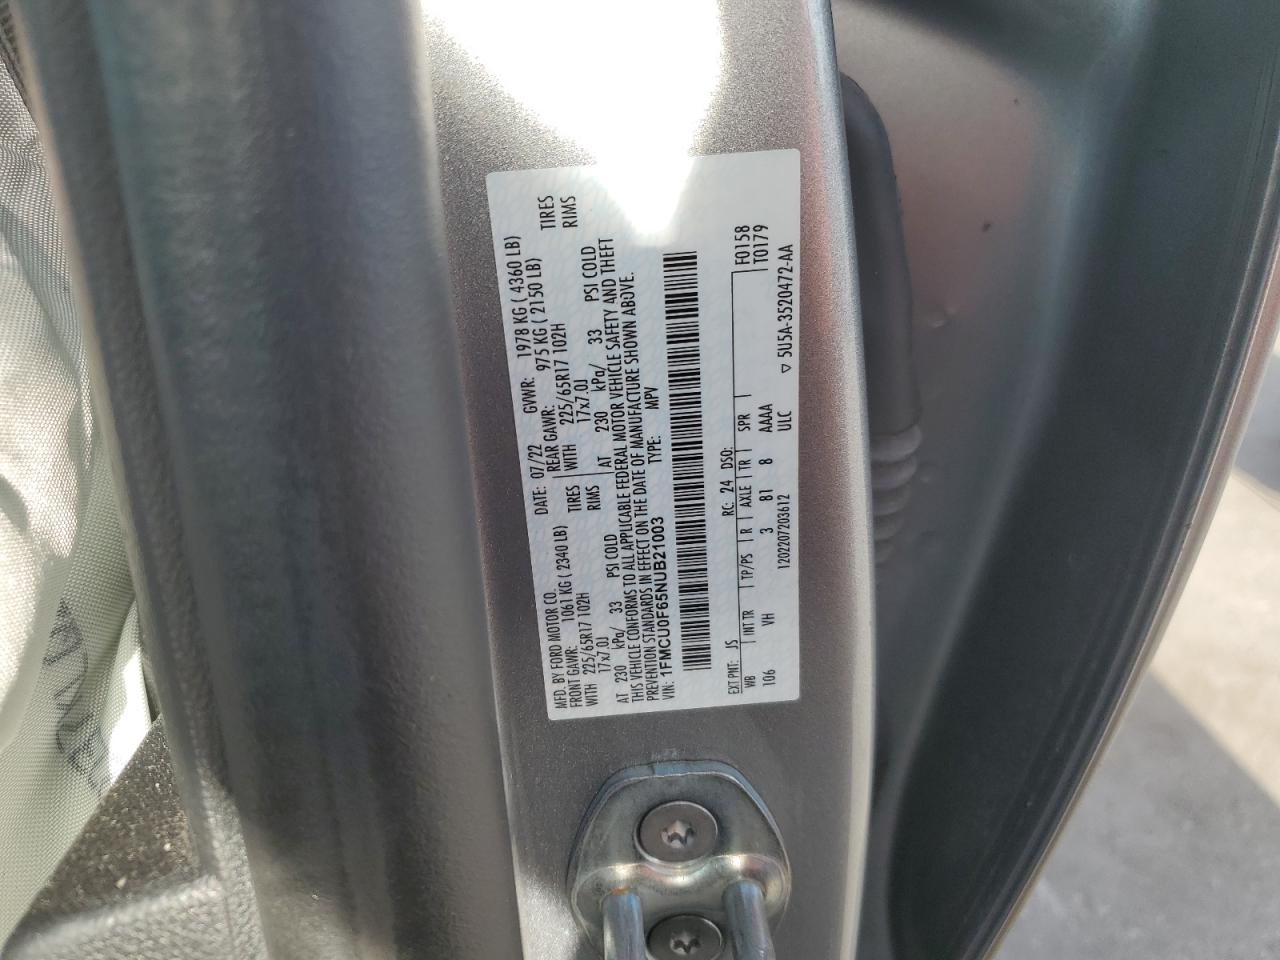 MFD. BY FORD MOTOR CO. DATE: 07/22 GVWR: 1978 KG ( 4360 LB)
FRONT GAWR: 1061 KG ( 2340 LB) REAR GAWR: 975 KG ( 2150 LB)
WITH 225/65R17 102H TIRES WITH 225/65R17 102H TIRES
17x7.0J RIMS 17x7.0J RIMS
AT 230 kPa/ 33 PSI COLD AT 230 kPa/ 33 PSI COLD
THIS VEHICLE CONFORMS TO ALL APPLICABLE FEDERAL MOTOR VEHICLE SAFETY AND THEFT
PREVENTION STANDARDS IN EFFECT ON THE DATE OF MANUFACTURE SHOWN ABOVE.
VIN: 1FMCU0F65NUB21003 TYPE: MPV
EXT PNT: JS RC: 24 DSO: F0158
WB INT TR TP/PS R AXLE TR SPR T0179
106 VH 3 81 8 AAAA
1202207203612 ULC ▽ 5U5A-3520472-AA